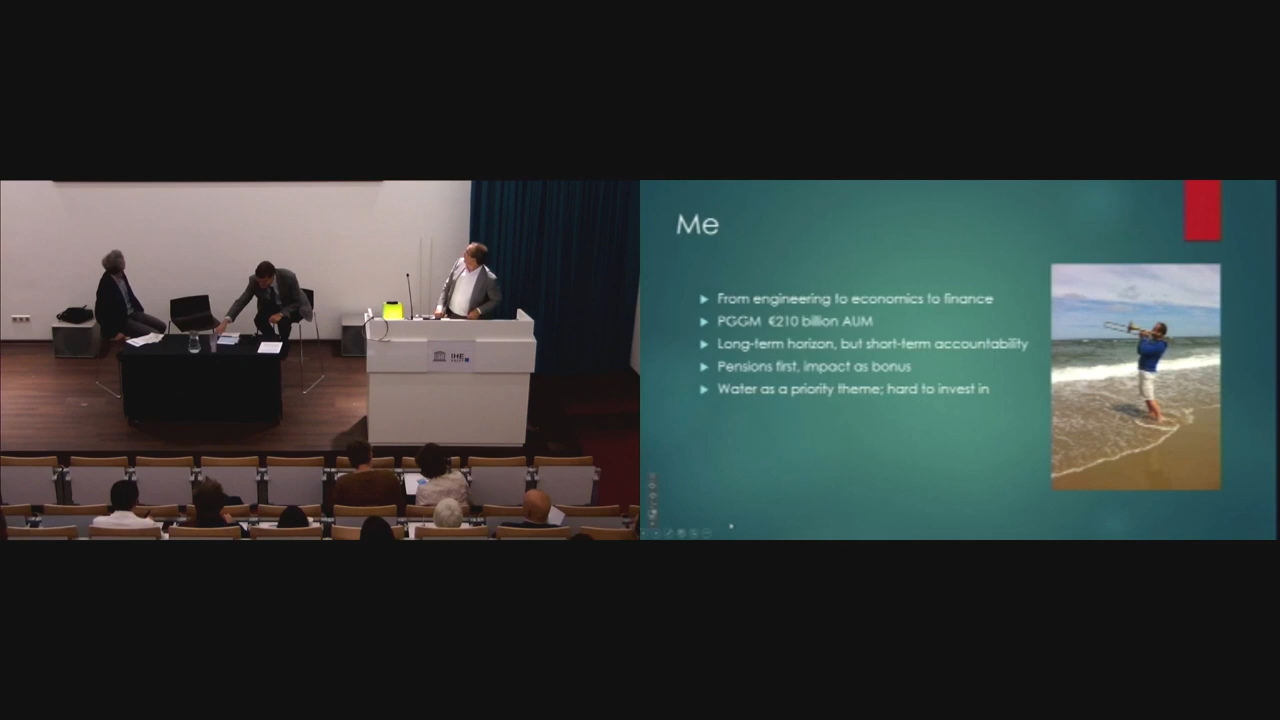 IHE
Me
From engineering to economics to finance
PGGM €210 billion AUM
Long-term horizon, but short-term accountability
Pensions first, impact as bonus
Water as a priority theme; hard to invest in